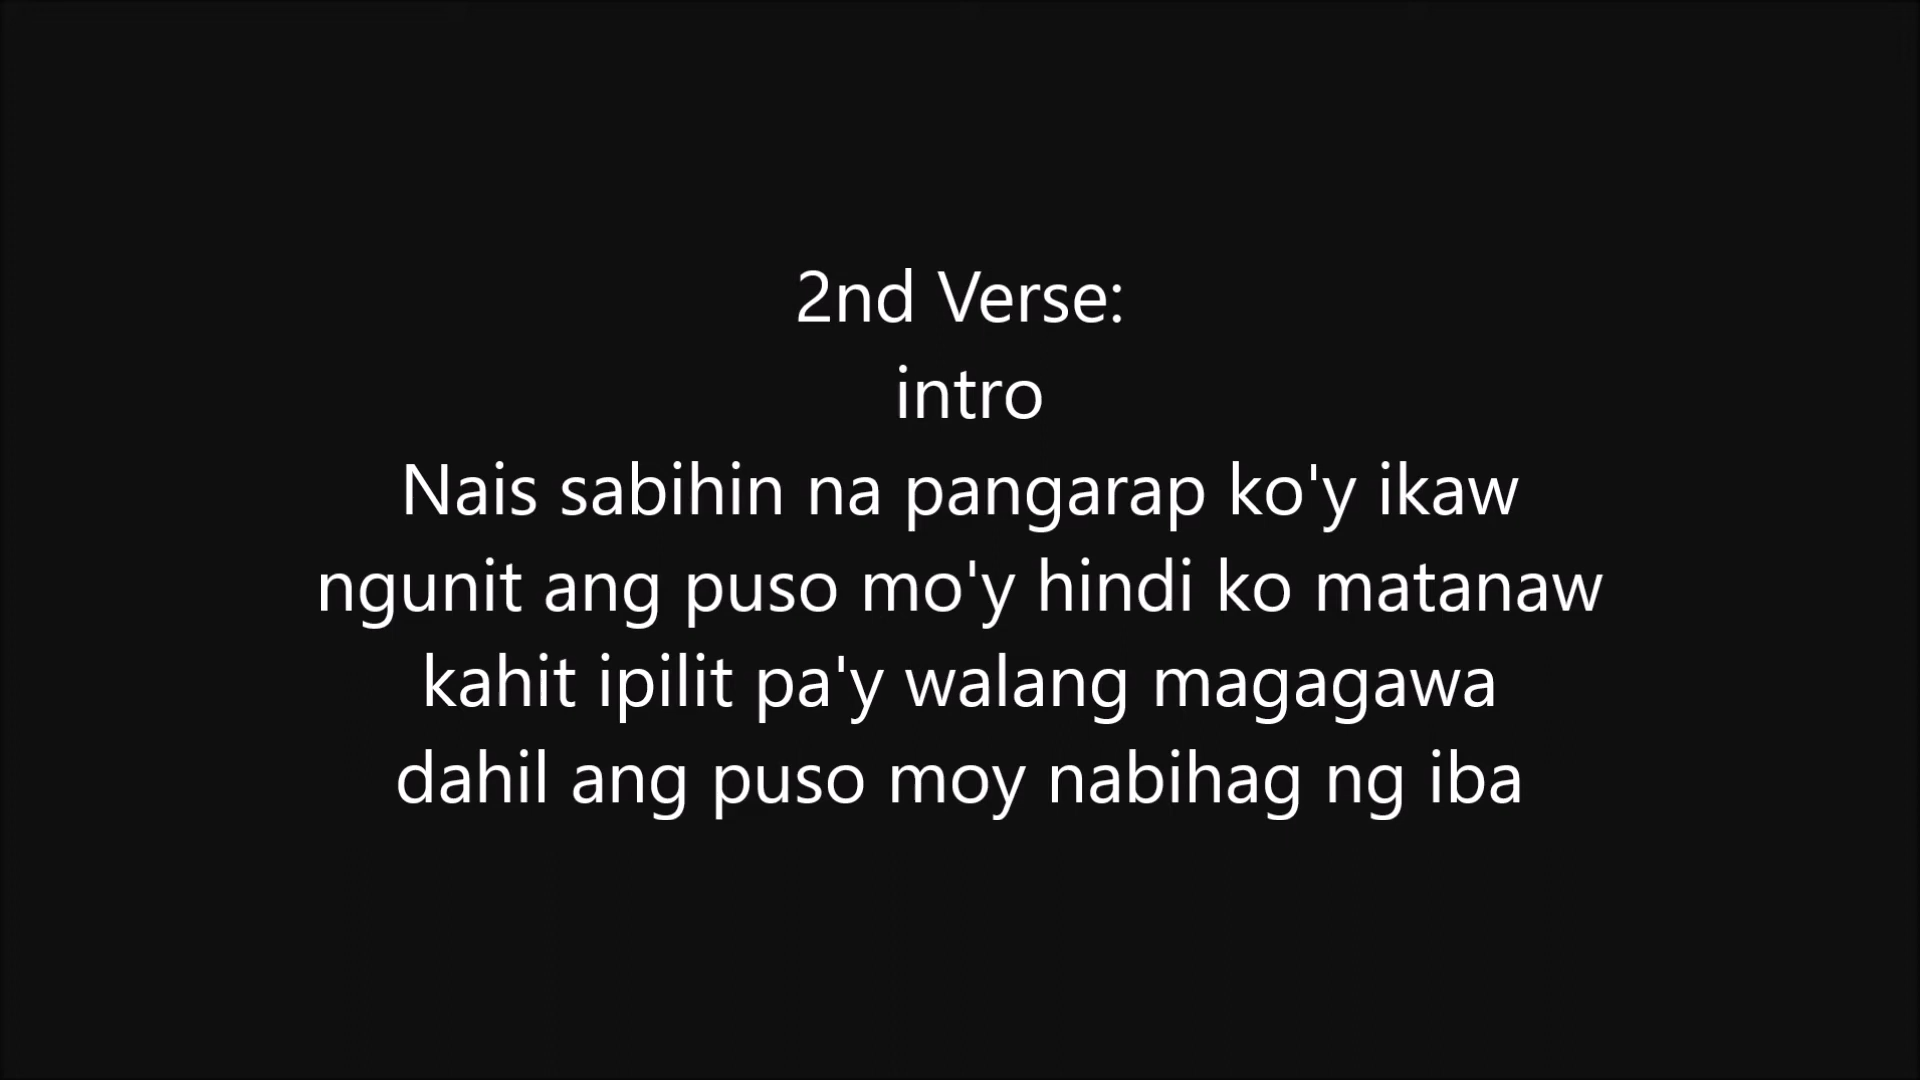 2nd Verse:
intro
Nais sabihin na pangarap ko'y ikaw
ngunit ang puso mo'y hindi ko matanaw
kahit ipilit pa'y walang magagawa
dahil ang puso moy nabihag ng iba